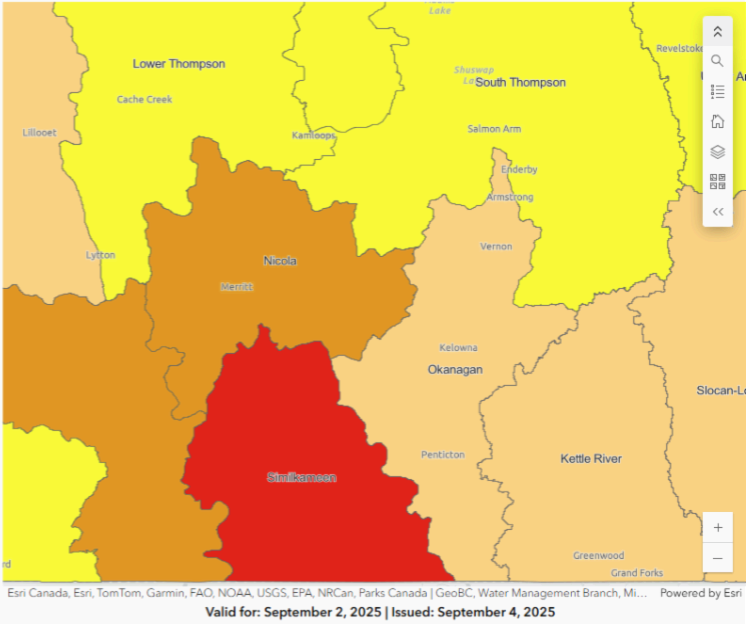 Lake
Lower Thompson
Revelstoke
Shuswap
La
South Thompson
Cache Creek
Lillooet
Kamloops
Salmon Arm
Enderby
Armstrong
Lytton
Vernon
Nicola
Merritt
Kelowna
Okanagan
Slocan-Lo
Penticton
Kettle River
Similkameen
Greenwood
rd
Grand Forks
Esri Canada, Esri, TomTom, Garmin, FAO, NOAA, USGS, EPA, NRCan, Parks Canada | GeoBC, Water Management Branch, Mi... Powered by Esri
Valid for: September 2, 2025 | Issued: September 4, 2025